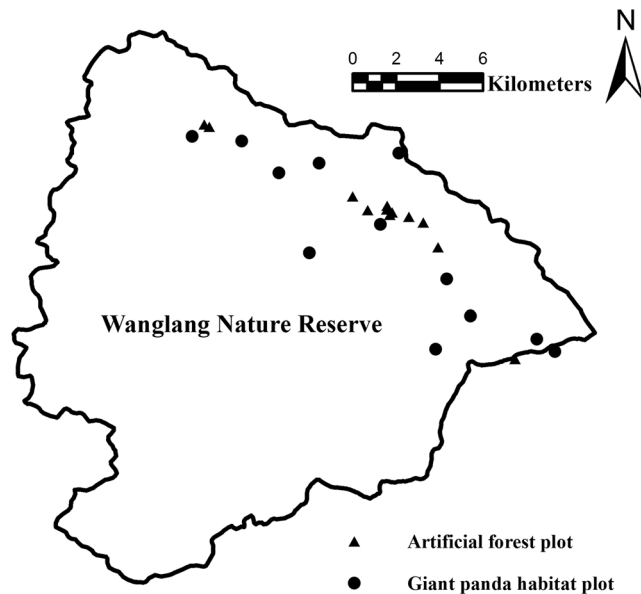 N
0 2 4 6
Kilometers
Wanglang Nature Reserve
Artificial forest plot
Giant panda habitat plot